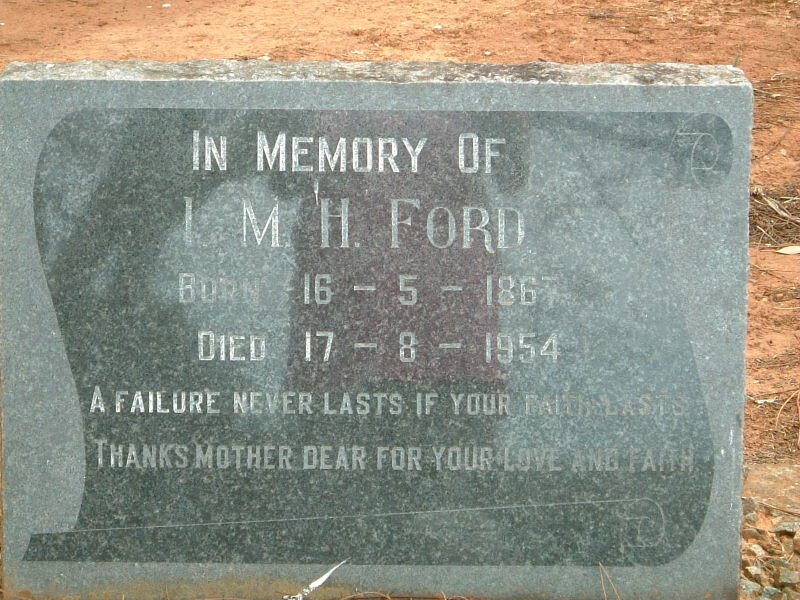 In Memory Of
I. M. H. Ford
Born 16 - 5 - 1867
Died 17 - 8 - 1954
A failure never lasts if your faith lasts
Thanks mother dear for your love and faith